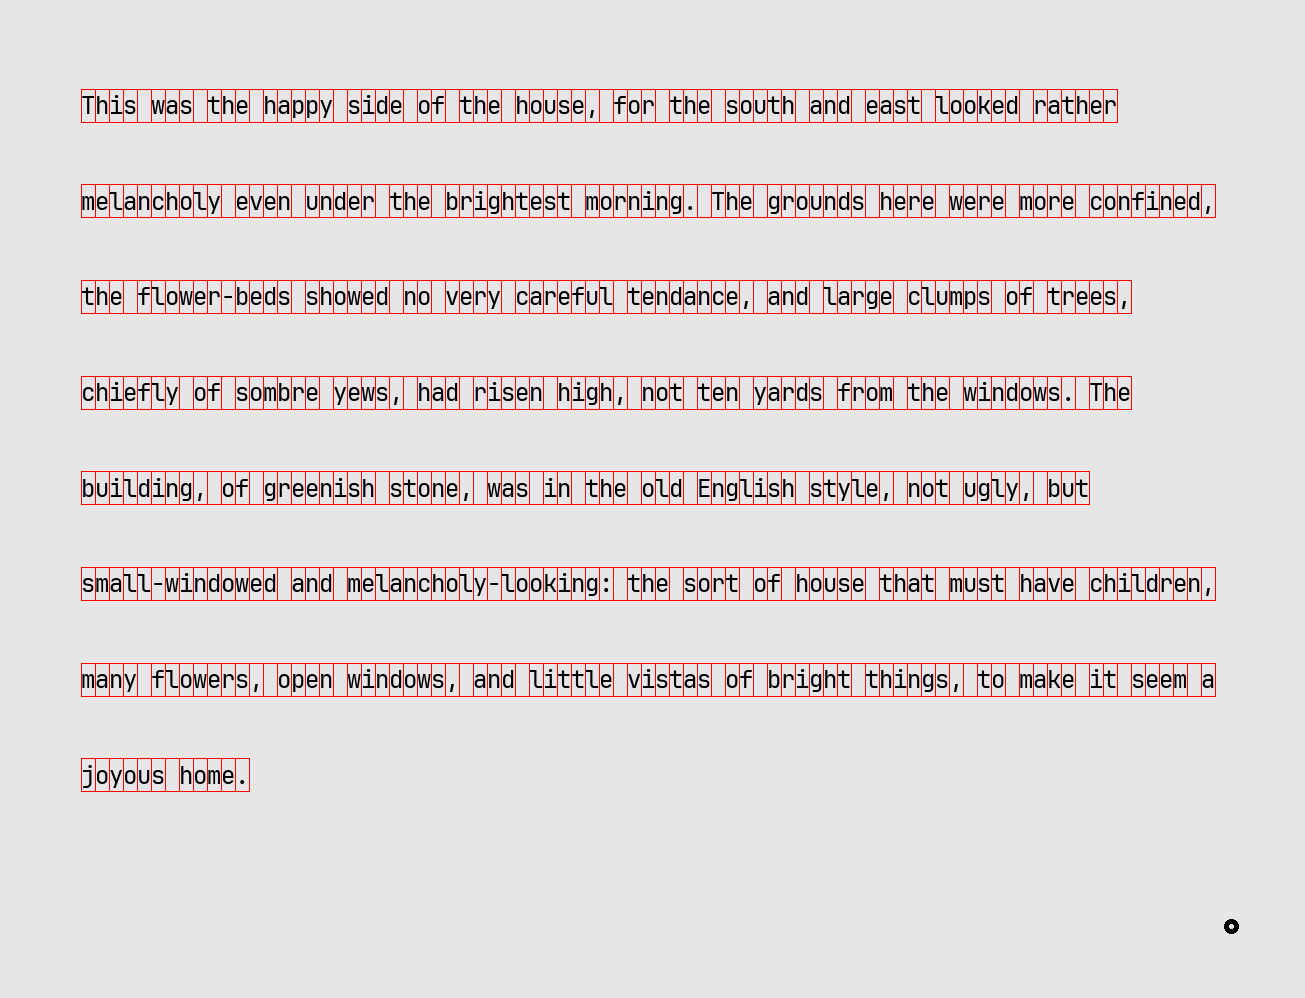 This was the happy side of the house, for the south and east looked rather
melancholy even under the brightest morning. The grounds here were more confined,
the flower-beds showed no very careful tendance, and large clumps of trees,
chiefly of sombre yews, had risen high, not ten yards from the windows. The
building, of greenish stone, was in the old English style, not ugly, but
small-windowed and melancholy-looking: the sort of house that must have children,
many flowers, open windows, and little vistas of bright things, to make it seem a
joyous home.